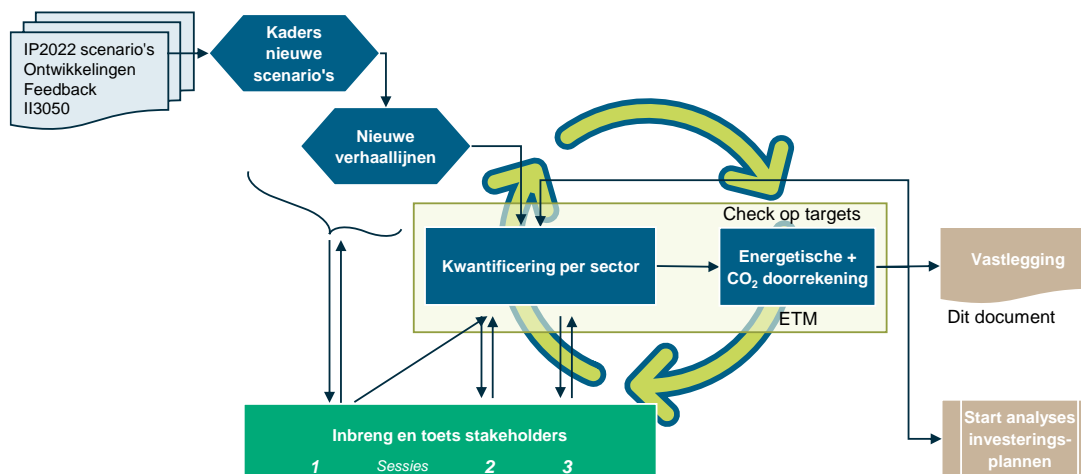 IP2022 scenario's
Ontwikkelingen
Feedback
II3050
Kaders
nieuwe
scenario's
Nieuwe
verhaallijnen
Check op targets
Kwantificering per sector
Energetische +
CO₂ doorrekening
ETM
Vastlegging
Dit document
Inbreng en toets stakeholders
1 Sessies 2 3
Start analyses
investerings-
plannen